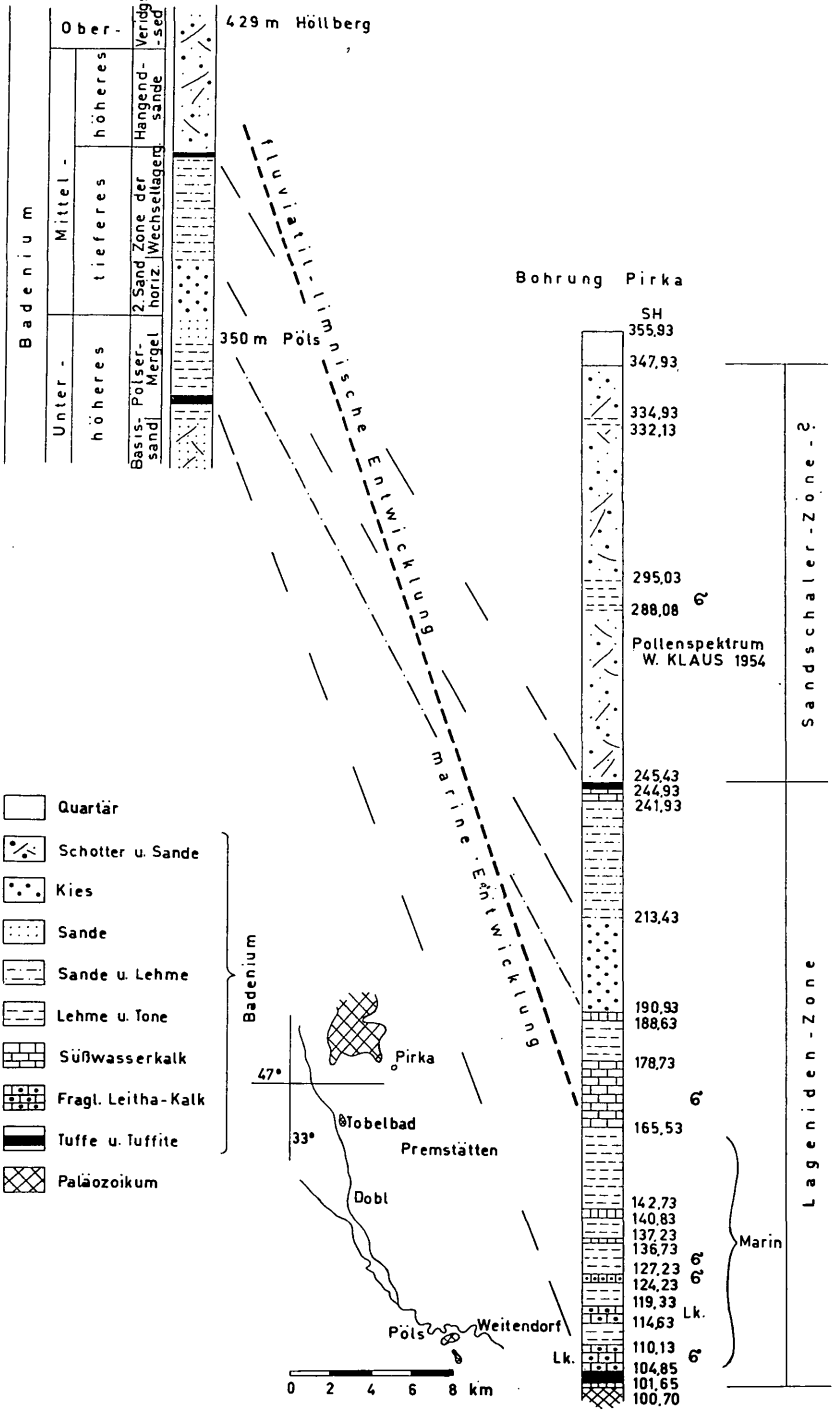 Badenium
Ober-
Mittel-
Unter-
höheres
tieferes
höheres
Veridg.
-sed
Hangend-
sande
Zone der
Wechsellagerg.
2. Sand
horiz.
Pölser-
Mergel
Basis-
sand
429 m Höllberg
350 m Pöls
fluviatil-limnische Entwicklung
marine Entwicklung
Bohrung Pirka
SH
355,93
347,93
334,93
332,13
295,03
288,08
Pollenspektrum
W. KLAUS 1954
245,43
244,93
241,93
213,43
190,93
188,63
178,73
165,53
142,73
140,83
137,23
136,73
127,23
124,23
119,33
Lk.
114,63
110,13
Lk.
104,85
101,65
100,70
Marin
Sandschaler-Zone-?
Lageniden-Zone
Quartär
Schotter u. Sande
Kies
Sande
Sande u. Lehme
Lehme u. Tone
Süßwasserkalk
Fragl. Leitha-Kalk
Tuffe u. Tuffite
Paläozoikum
Badenium
Pirka
47°
33°
Tobelbad
Premstätten
Dobl
Pöls
Weitendorf
0 2 4 6 8 km